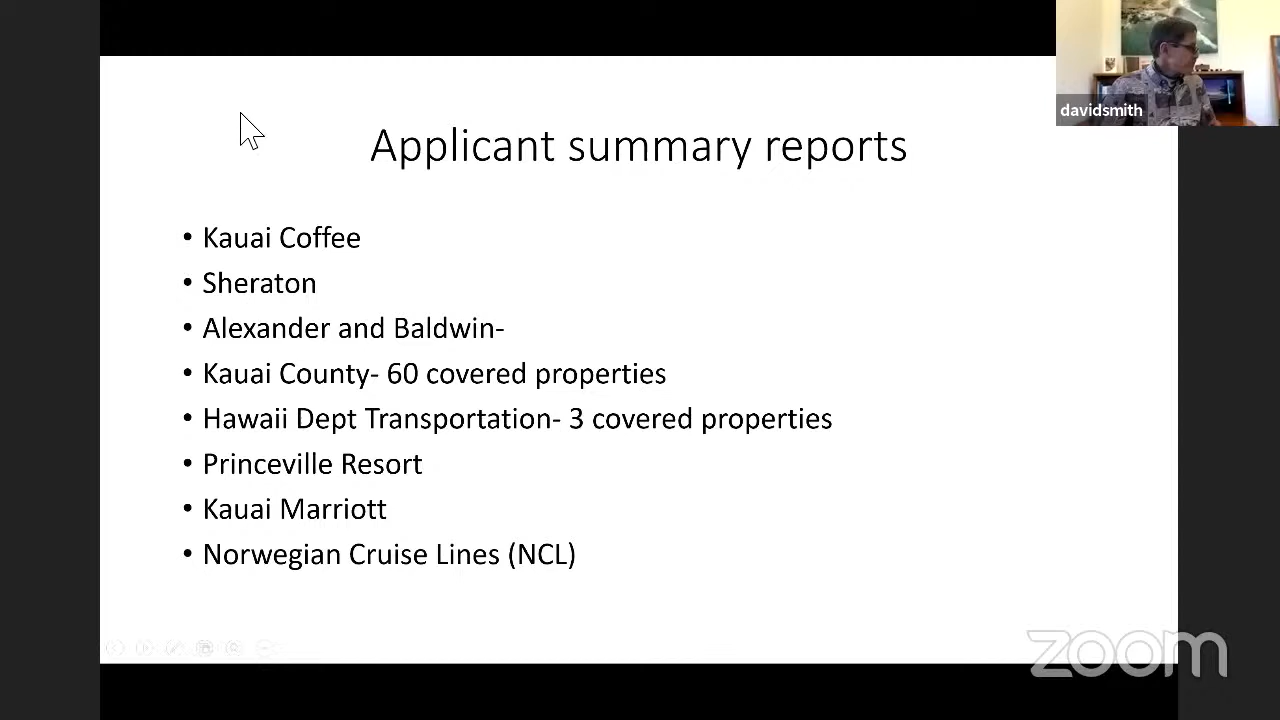 davidsmith
Applicant summary reports
• Kauai Coffee
• Sheraton
• Alexander and Baldwin-
• Kauai County- 60 covered properties
• Hawaii Dept Transportation- 3 covered properties
• Princeville Resort
• Kauai Marriott
• Norwegian Cruise Lines (NCL)
zoom